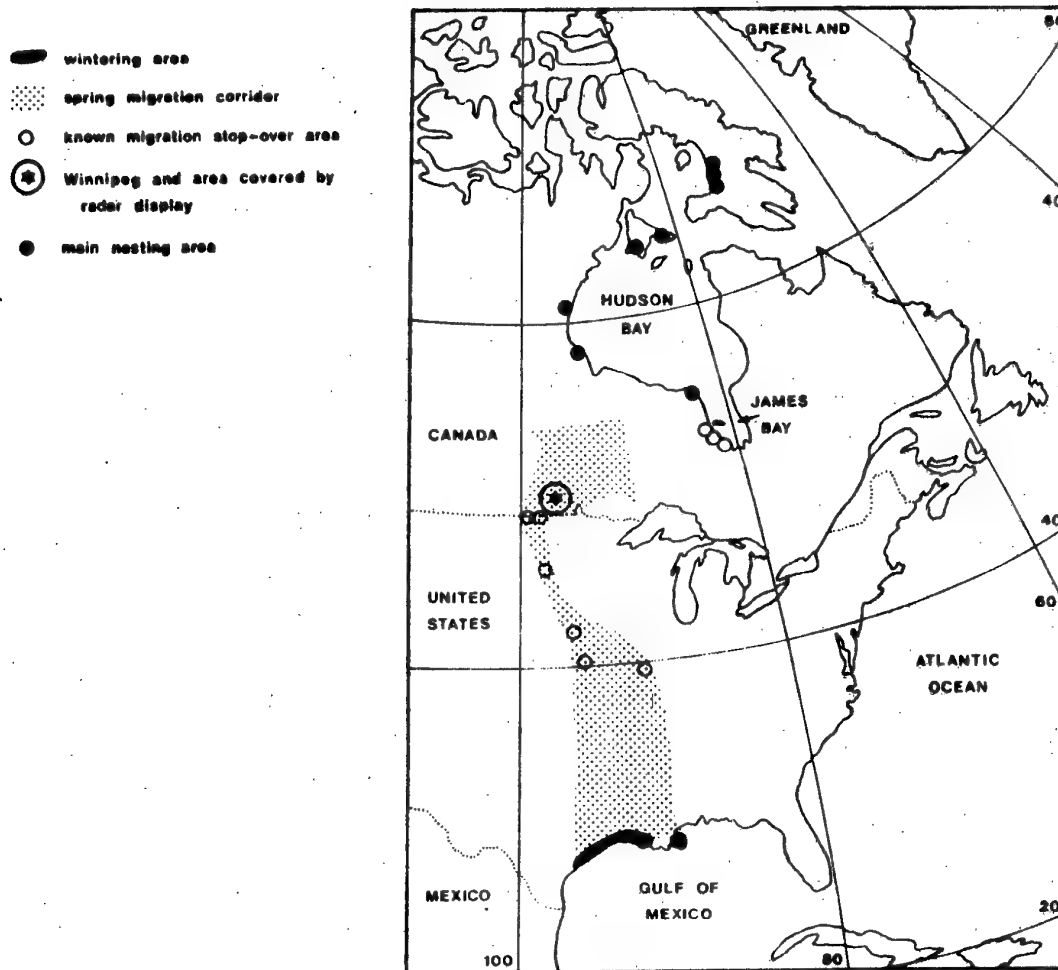 wintering area
spring migration corridor
known migration stop-over area
Winnipeg and area covered by
radar display
main nesting area
GREENLAND
40
HUDSON
BAY
JAMES
BAY
CANADA
40
UNITED
STATES
60
ATLANTIC
OCEAN
MEXICO
GULF OF
MEXICO
20
100
80